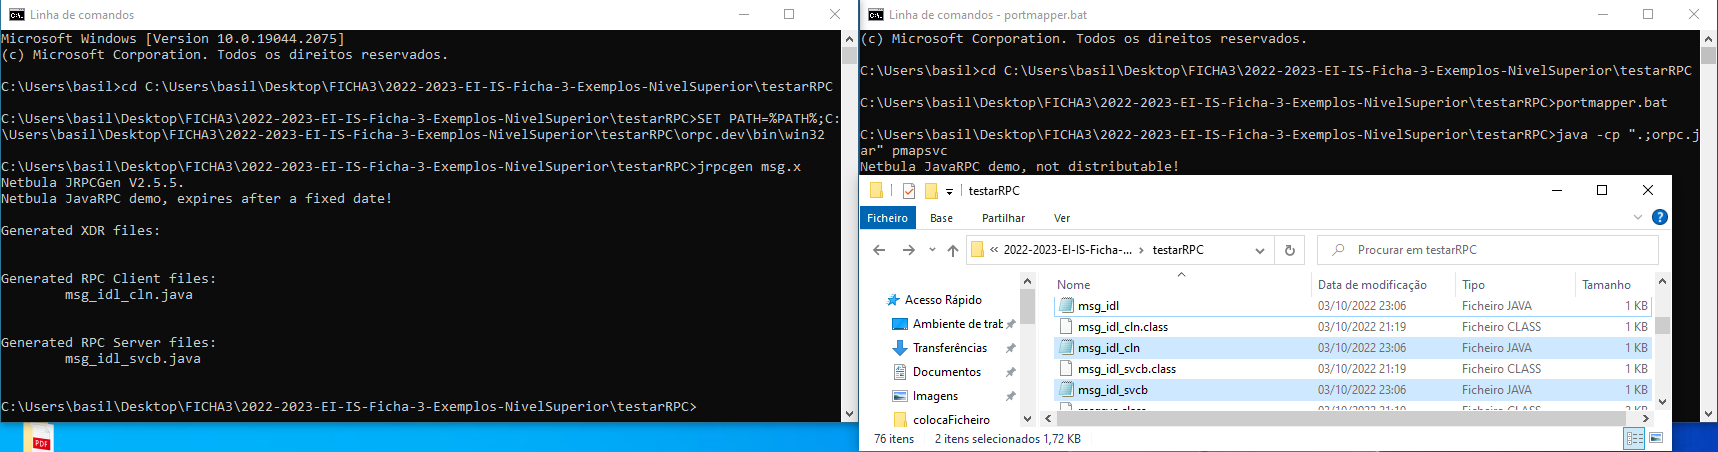 Linha de comandos
Microsoft Windows [Version 10.0.19044.2075]
(c) Microsoft Corporation. Todos os direitos reservados.
C:\Users\basil>cd C:\Users\basil\Desktop\FICHA3\2022-2023-EI-IS-Ficha-3-Exemplos-NivelSuperior\testarRPC
C:\Users\basil\Desktop\FICHA3\2022-2023-EI-IS-Ficha-3-Exemplos-NivelSuperior\testarRPC>SET PATH=%PATH%;C:
\Users\basil\Desktop\FICHA3\2022-2023-EI-IS-Ficha-3-Exemplos-NivelSuperior\testarRPC\orpc.dev\bin\win32
C:\Users\basil\Desktop\FICHA3\2022-2023-EI-IS-Ficha-3-Exemplos-NivelSuperior\testarRPC>jrpcgen msg.x
Netbula JRPCGen V2.5.5.
Netbula JavaRPC demo, expires after a fixed date!
Generated XDR files:
Generated RPC Client files:
msg_idl_cln.java
Generated RPC Server files:
msg_idl_svcb.java
C:\Users\basil\Desktop\FICHA3\2022-2023-EI-IS-Ficha-3-Exemplos-NivelSuperior\testarRPC>
PDF
Linha de comandos - portmapper.bat
(c) Microsoft Corporation. Todos os direitos reservados.
C:\Users\basil>cd C:\Users\basil\Desktop\FICHA3\2022-2023-EI-IS-Ficha-3-Exemplos-NivelSuperior\testarRPC
C:\Users\basil\Desktop\FICHA3\2022-2023-EI-IS-Ficha-3-Exemplos-NivelSuperior\testarRPC>portmapper.bat
C:\Users\basil\Desktop\FICHA3\2022-2023-EI-IS-Ficha-3-Exemplos-NivelSuperior\testarRPC>java -cp ".;orpc.j
ar" pmapsvc
Netbula JavaRPC demo, not distributable!
testarRPC
Ficheiro Base Partilhar Ver
« 2022-2023-EI-IS-Ficha-... > testarRPC
Procurar em testarRPC
Acesso Rápido
Ambiente de trab
Transferências
Documentos
Imagens
colocaFicheiro
Nome Data de modificação Tipo Tamanho
msg_idl 03/10/2022 23:06 Ficheiro JAVA 1 KB
msg_idl_cln.class 03/10/2022 21:19 Ficheiro CLASS 1 KB
msg_idl_cln 03/10/2022 23:06 Ficheiro JAVA 1 KB
msg_idl_svcb.class 03/10/2022 21:19 Ficheiro CLASS 1 KB
msg_idl_svcb 03/10/2022 23:06 Ficheiro JAVA 1 KB
76 itens 2 itens selecionados 1,72 KB